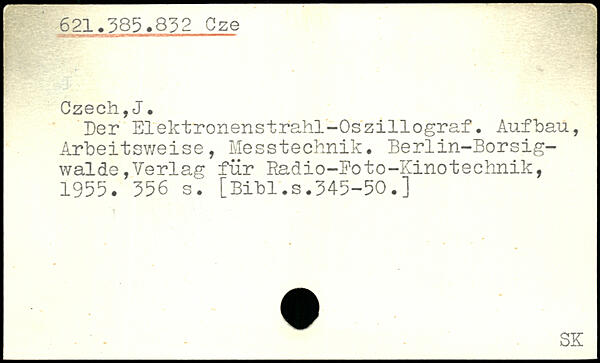 621.385.832 Cze
Czech,J.
Der Elektronenstrahl-Oszillograf. Aufbau,
Arbeitsweise, Messtechnik. Berlin-Borsig-
walde,Verlag für Radio-Foto-Kinotechnik,
1955. 356 s. [Bibl.s.345-50.]
SK